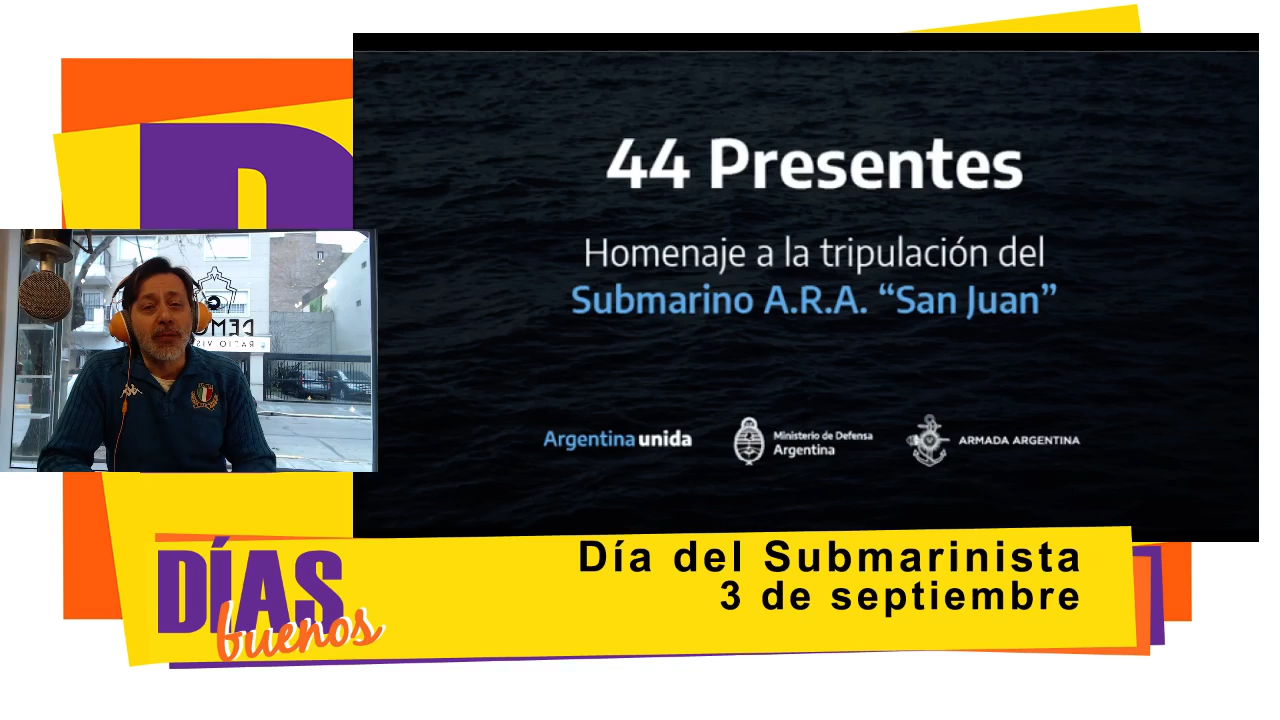 44 Presentes
Homenaje a la tripulación del
Submarino A.R.A. “San Juan”
Argentina unida
Ministerio de Defensa
Argentina
ARMADA ARGENTINA
DÍAS
buenos
Día del Submarinista
3 de septiembre